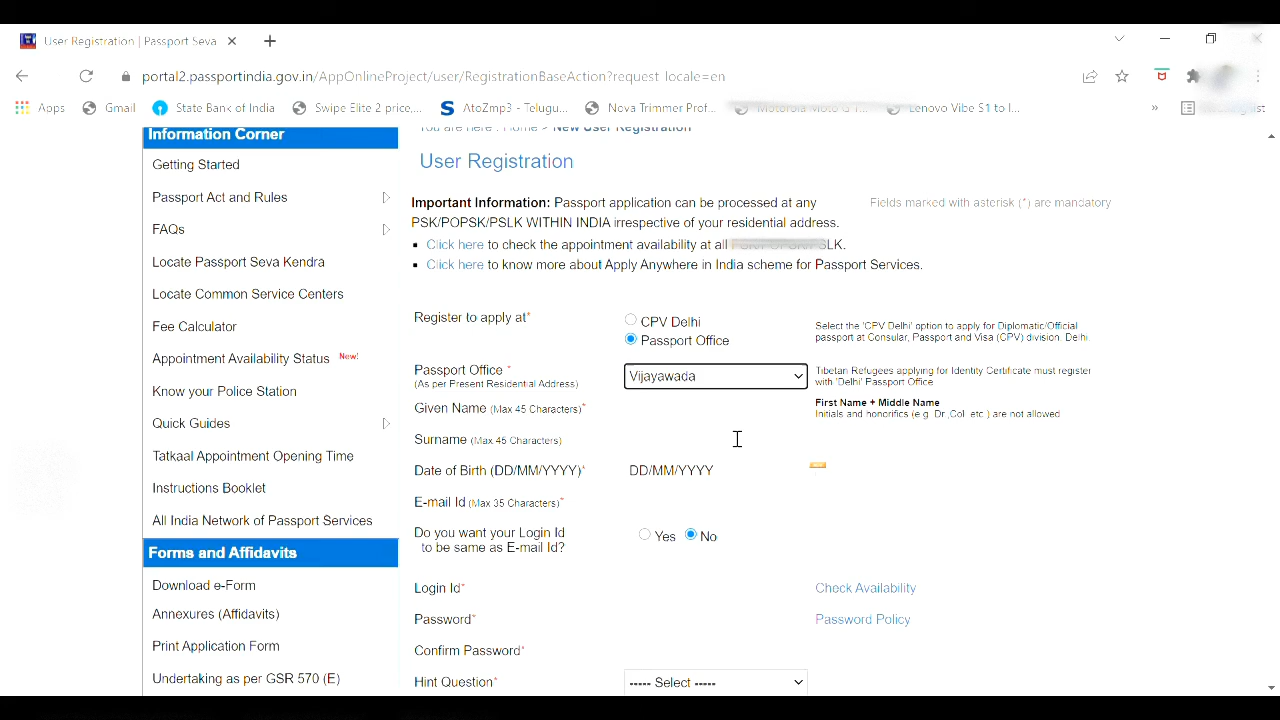 User Registration | Passport Seva
portal2.passportindia.gov.in/AppOnlineProject/user/RegistrationBaseAction?request_locale=en
Apps Gmail State Bank of India Swipe Elite 2 price,... AtoZmp3 - Telugu... Nova Trimmer Prof... Lenovo Vibe S1 to l... »
You are here : Home > New User Registration
Information Corner
Getting Started
Passport Act and Rules
FAQs
Locate Passport Seva Kendra
Locate Common Service Centers
Fee Calculator
Appointment Availability Status New!
Know your Police Station
Quick Guides
Tatkaal Appointment Opening Time
Instructions Booklet
All India Network of Passport Services
Forms and Affidavits
Download e-Form
Annexures (Affidavits)
Print Application Form
Undertaking as per GSR 570 (E)
User Registration
Important Information: Passport application can be processed at any
PSK/POPSK/PSLK WITHIN INDIA irrespective of your residential address.
Fields marked with asterisk (*) are mandatory
Click here to check the appointment availability at all
Click here to know more about Apply Anywhere in India scheme for Passport Services.
Register to apply at*
CPV Delhi
Passport Office
Select the 'CPV Delhi' option to apply for Diplomatic/Official
passport at Consular, Passport and Visa (CPV) division, Delhi.
Passport Office *
(As per Present Residential Address)
Vijayawada
Tibetan Refugees applying for Identity Certificate must register
with 'Delhi' Passport Office
Given Name (Max 45 Characters)*
First Name + Middle Name
Initials and honorifics (e.g. Dr.,Col. etc.) are not allowed
Surname (Max 45 Characters)
Date of Birth (DD/MM/YYYY)* DD/MM/YYYY
E-mail Id (Max 35 Characters)*
Do you want your Login Id
to be same as E-mail Id?
Yes No
Login Id* Check Availability
Password* Password Policy
Confirm Password*
Hint Question* ----- Select -----